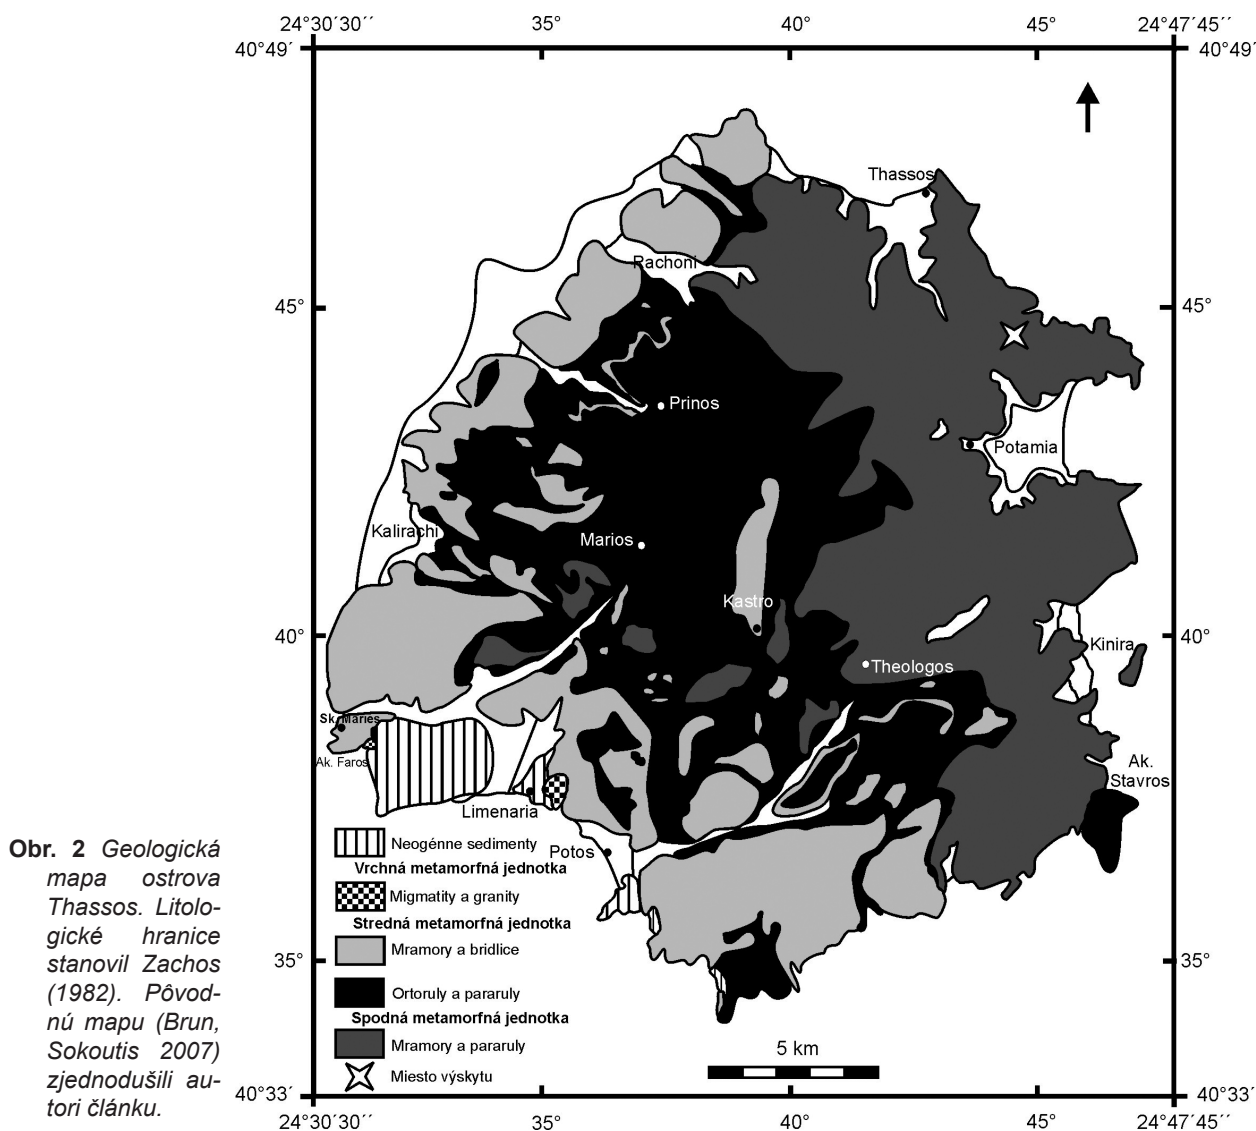 24°30´30´´ 35° 40° 45° 24°47´45´´
40°49´ 40°49´
Thassos
Rachoni
45° 45°
Prinos
Potamia
Kalirachi
Marios
Kastro
40° 40°
Kinira
Theologos
Sk. Maries
Ak. Faros
Ak.
Stavros
Limenaria
Potos
Neogénne sedimenty
Vrchná metamorfná jednotka
Migmatity a granity
Stredná metamorfná jednotka
Mramory a bridlice
35° 35°
Ortoruly a pararuly
Spodná metamorfná jednotka
Mramory a pararuly
Miesto výskytu
5 km
40°33´ 40°33´
24°30´30´´ 35° 40° 45° 24°47´45´´
Obr. 2 Geologická
mapa ostrova
Thassos. Litolo-
gické hranice
stanovil Zachos
(1982). Pôvod-
nú mapu (Brun,
Sokoutis 2007)
zjednodušili au-
tori článku.